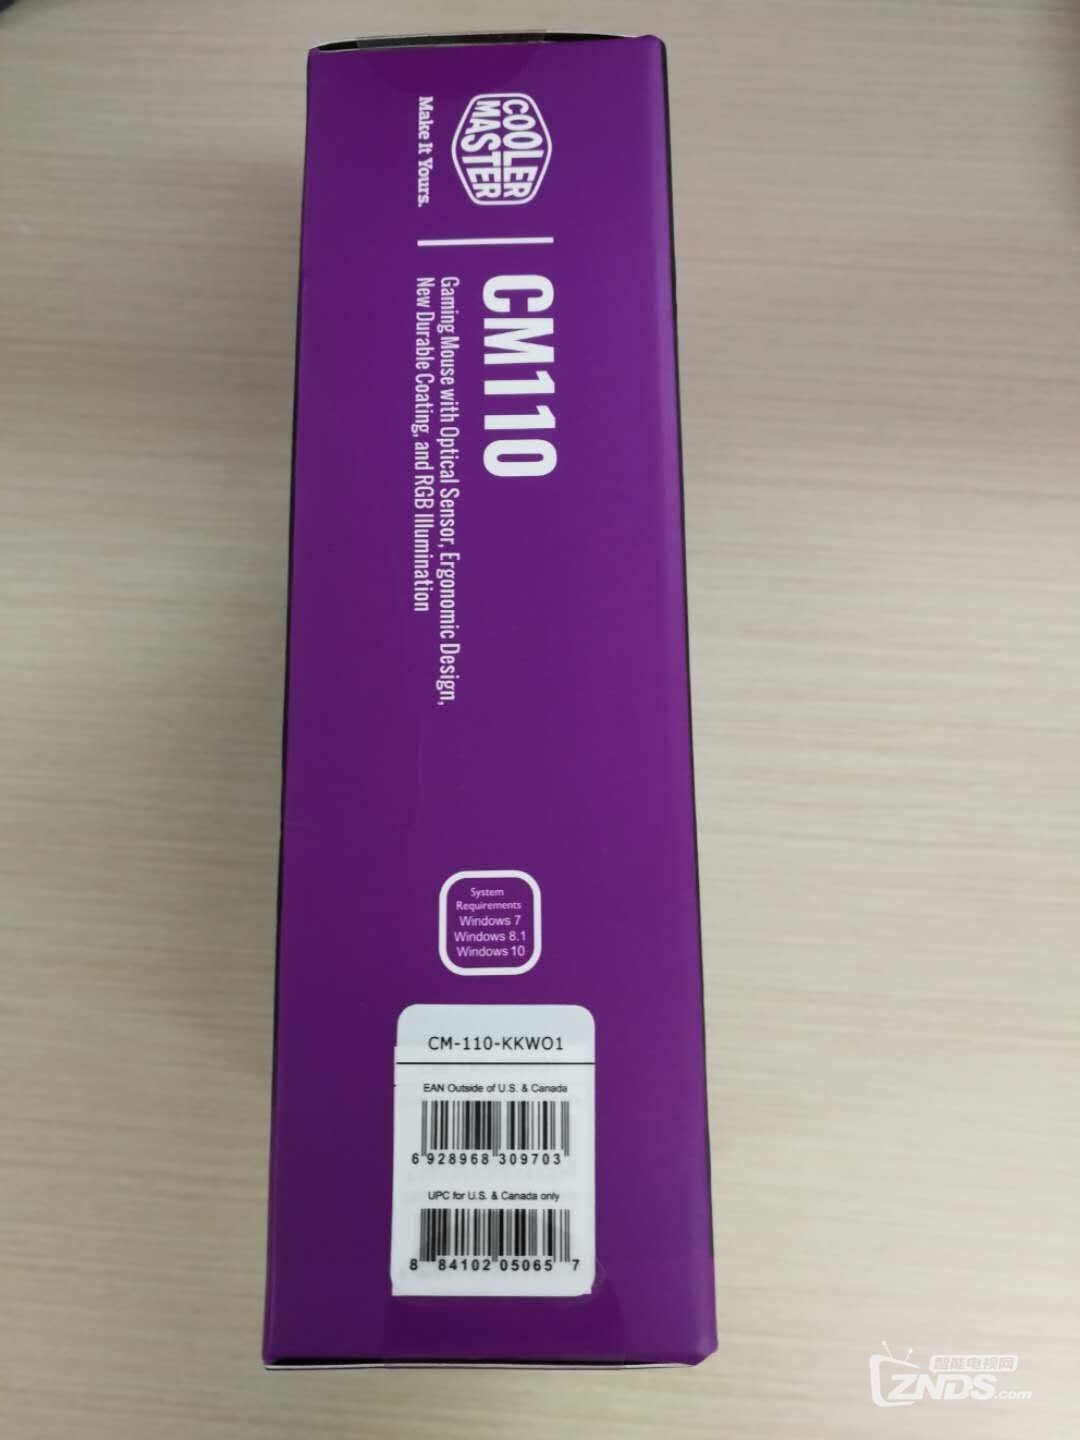 COOLER
MASTER
Make It Yours.
CM110
Gaming Mouse with Optical Sensor, Ergonomic Design,
New Durable Coating, and RGB Illumination
System
Requirements
Windows 7
Windows 8.1
Windows 10
CM-110-KKWO1
EAN Outside of U.S. & Canada
6 928968 309703
UPC for U.S. & Canada only
8 84102 05065 7
智能电视网
ZNDS.com